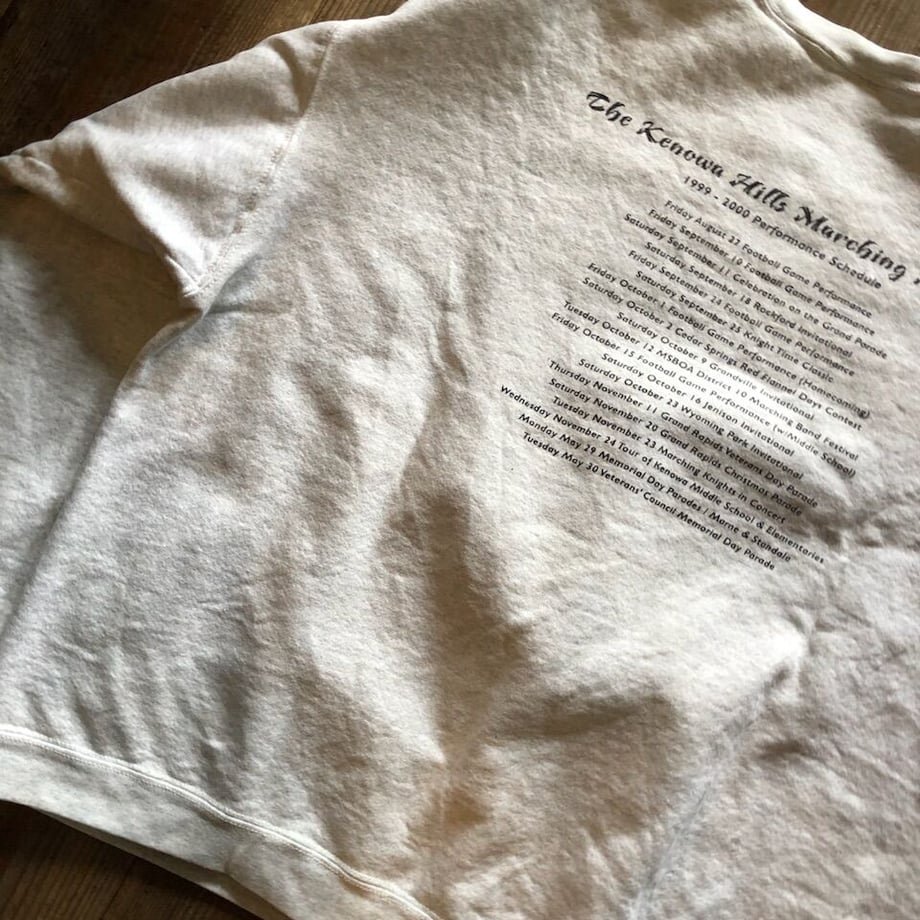 The Kenowa Hills Marching
1999 - 2000 Performance Schedule
Friday August 27 Football Game Performance
Friday September 10 Football Game Performance
Saturday September 11 Celebration on the Grand Parade
Saturday September 18 Rockford Invitational
Friday September 24 Football Game Performance
Saturday September 25 Knight Time Classic
Friday October 1 Football Game Performance (Homecoming)
Saturday October 2 Cedar Springs Red Flannel Days Contest
Saturday October 9 Grandville Invitational
Tuesday October 12 MSBOA District 10 Marching Band Festival
Friday October 15 Football Game Performance (w/Middle School)
Saturday October 16 Jenison Invitational
Saturday October 23 Wyoming Park Invitational
Thursday November 11 Grand Rapids Veterans Day Parade
Saturday November 20 Grand Rapids Christmas Parade
Tuesday November 23 Marching Knights in Concert
Wednesday November 24 Tour of Kenowa Middle School & Elementaries
Monday May 29 Memorial Day Parades / Marne & Standale
Tuesday May 30 Veterans' Council Memorial Day Parade